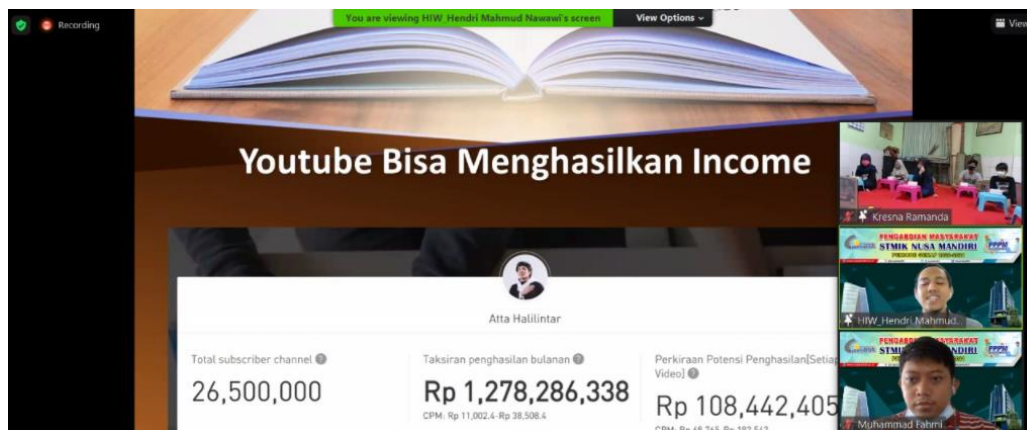 Recording
You are viewing HIW_Hendri Mahmud Nawawi's screen
View Options
View
Youtube Bisa Menghasilkan Income
Atta Halilintar
Total subscriber channel
26,500,000
Taksiran penghasilan bulanan
Rp 1,278,286,338
CPM: Rp 11,002.4-Rp 38,508.4
Perkiraan Potensi Penghasilan[Setiap
Video]
Rp 108,442,405
Kresna Ramanda
PENGABDIAN MASYARAKAT
STMIK NUSA MANDIRI
HIW_Hendri Mahmud...
Muhammad Fahmi